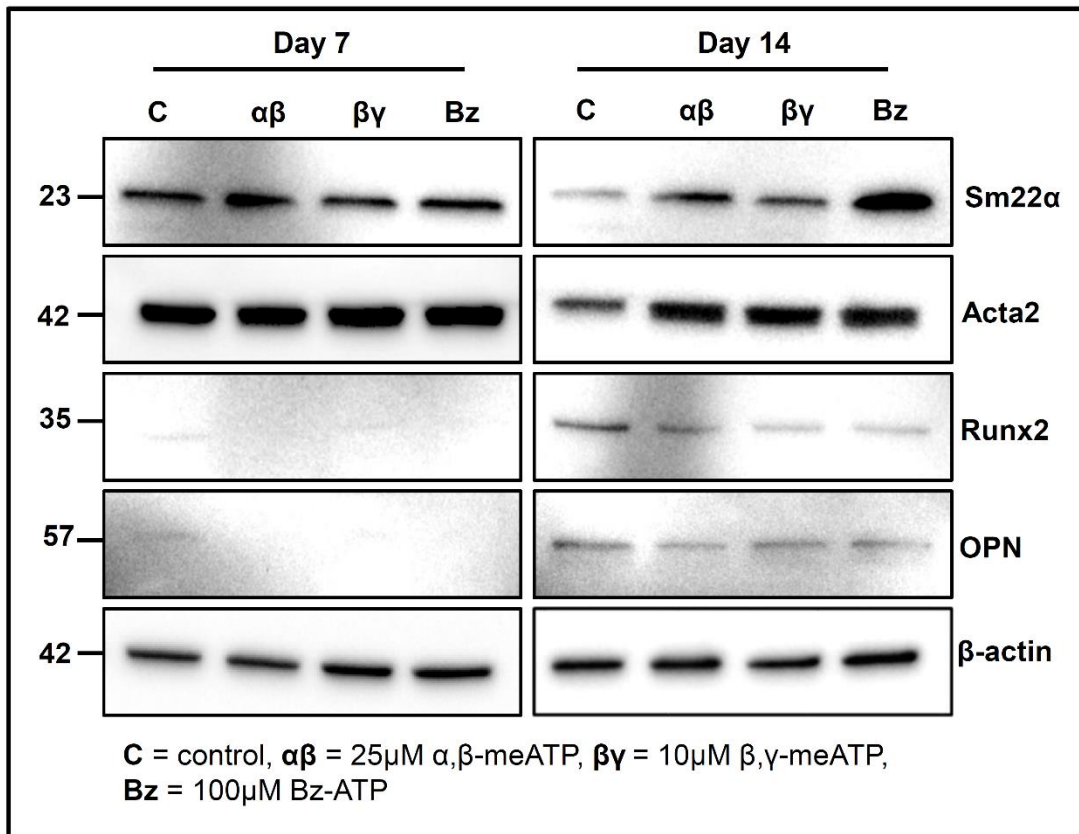 Day 7 Day 14
C αβ βγ Bz C αβ βγ Bz
23 Sm22α
42 Acta2
35 Runx2
57 OPN
42 β-actin
C = control, αβ = 25µM α,β-meATP, βγ = 10µM β,γ-meATP,
Bz = 100µM Bz-ATP